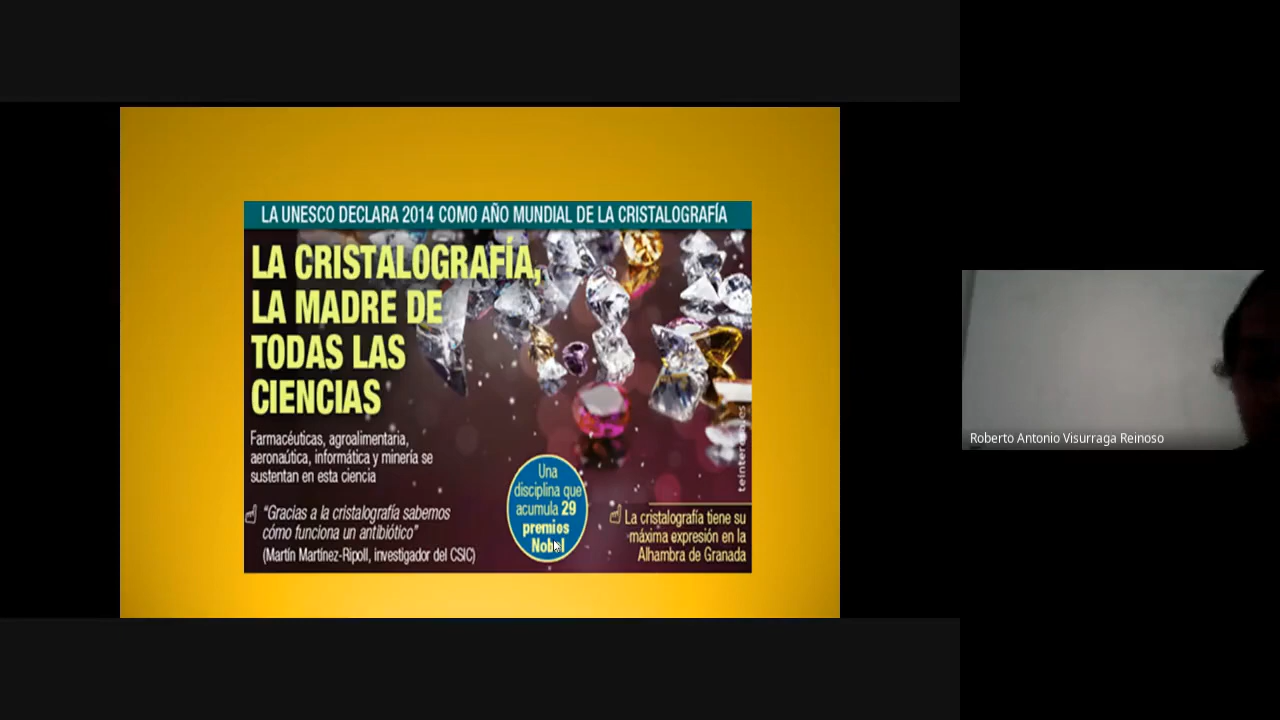 LA UNESCO DECLARA 2014 COMO AÑO MUNDIAL DE LA CRISTALOGRAFÍA
LA CRISTALOGRAFÍA,
LA MADRE DE
TODAS LAS
CIENCIAS
Farmacéuticas, agroalimentaria,
aeronaútica, informática y minería se
sustentan en esta ciencia
“Gracias a la cristalografía sabemos
cómo funciona un antibiótico”
(Martín Martínez-Ripoll, investigador del CSIC)
Una
disciplina que
acumula 29
premios
Nobel
La cristalografía tiene su
máxima expresión en la
Alhambra de Granada
Roberto Antonio Visurraga Reinoso